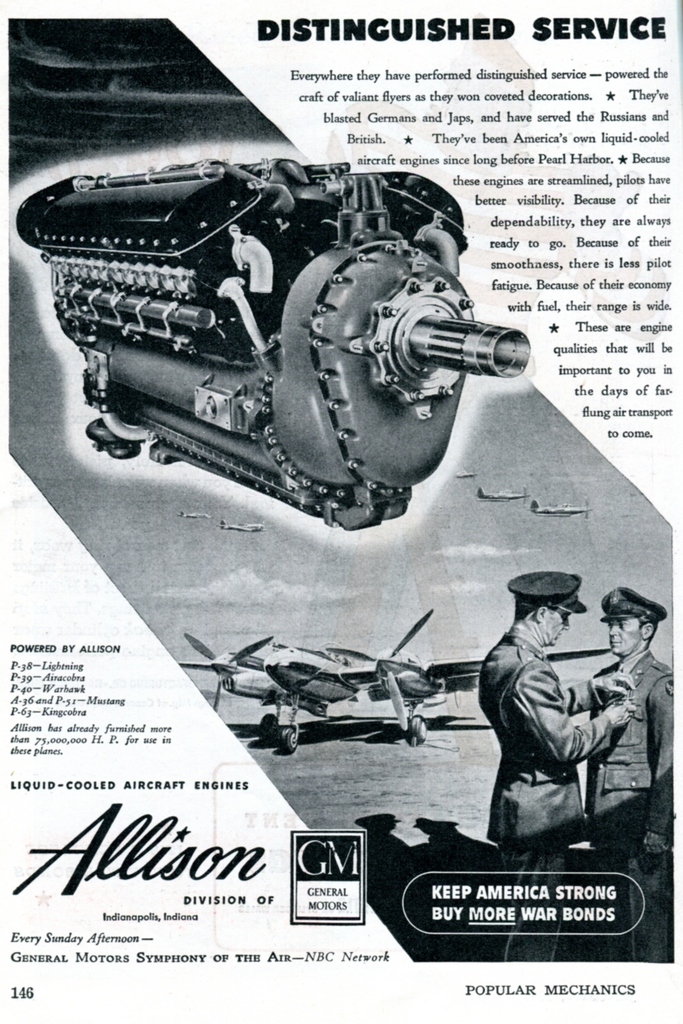 DISTINGUISHED SERVICE
Everywhere they have performed distinguished service — powered the
craft of valiant flyers as they won coveted decorations. ★ They've
blasted Germans and Japs, and have served the Russians and
British. ★ They've been America's own liquid-cooled
aircraft engines since long before Pearl Harbor. ★ Because
these engines are streamlined, pilots have
better visibility. Because of their
dependability, they are always
ready to go. Because of their
smoothness, there is less pilot
fatigue. Because of their economy
with fuel, their range is wide.
★ These are engine
qualities that will be
important to you in
the days of far-
flung air transport
to come.
POWERED BY ALLISON
P-38—Lightning
P-39—Airacobra
P-40—Warhawk
A-36 and P-51—Mustang
P-63—Kingcobra
Allison has already furnished more
than 75,000,000 H. P. for use in
these planes.
LIQUID-COOLED AIRCRAFT ENGINES
Allison
DIVISION OF
Indianapolis, Indiana
GM
GENERAL
MOTORS
KEEP AMERICA STRONG
BUY MORE WAR BONDS
Every Sunday Afternoon —
GENERAL MOTORS SYMPHONY OF THE AIR—NBC Network
146
POPULAR MECHANICS